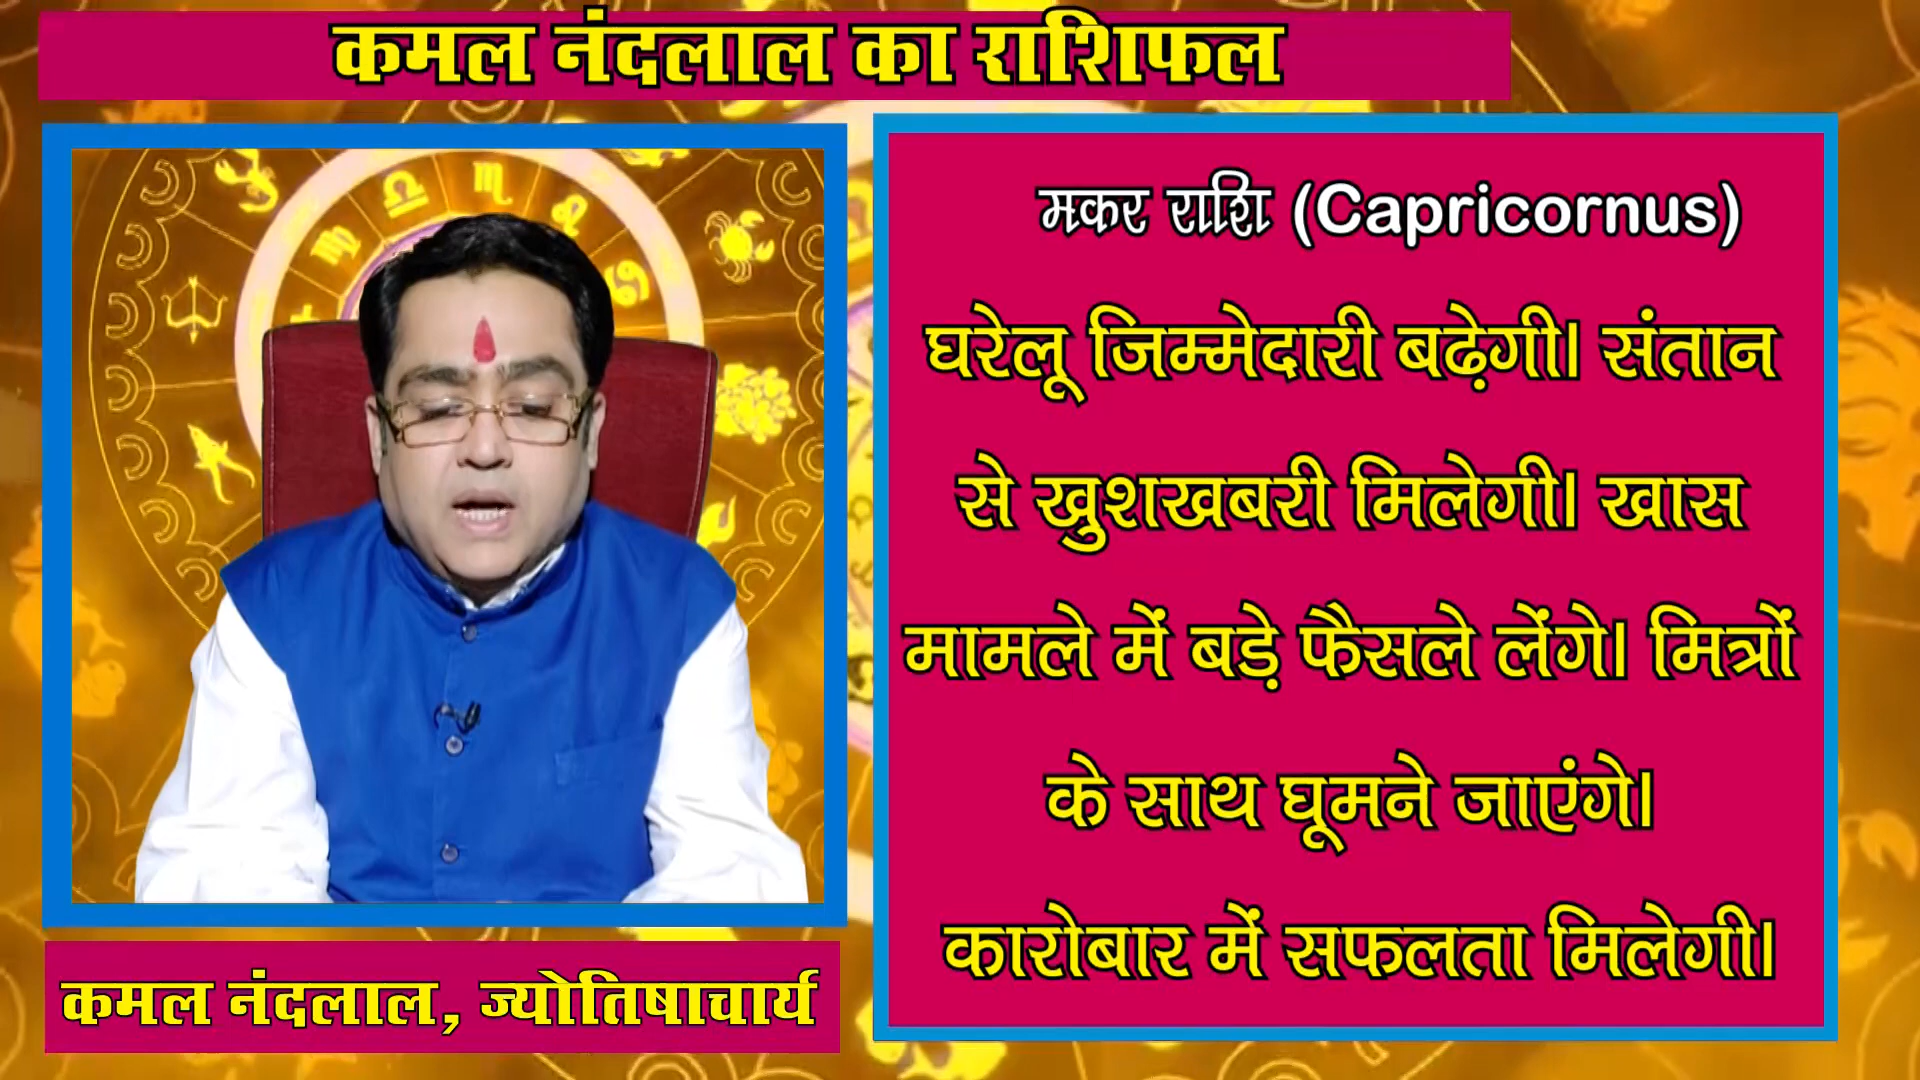 कमल नंदलाल का राशिफल
मकर राशि (Capricornus)
घरेलू जिम्मेदारी बढ़ेगी। संतान
से खुशखबरी मिलेगी। खास
मामले में बड़े फैसले लेंगे। मित्रों
के साथ घूमने जाएंगे।
कारोबार में सफलता मिलेगी।
कमल नंदलाल, ज्योतिषाचार्य